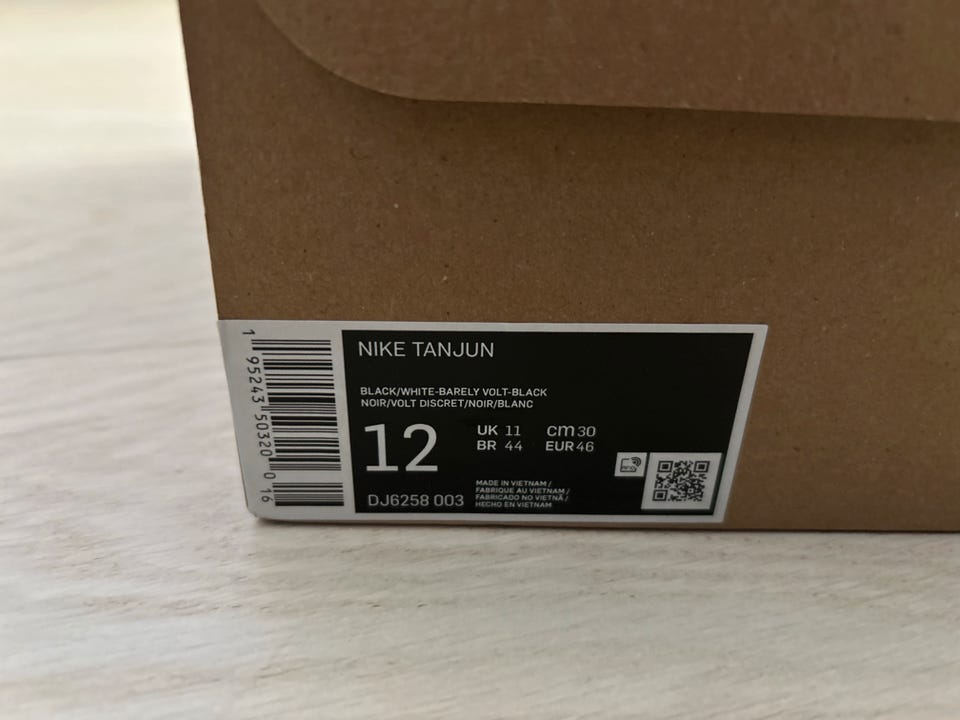 NIKE TANJUN
BLACK/WHITE-BARELY VOLT-BLACK
NOIR/VOLT DISCRET/NOIR/BLANC
12
UK 11 cm 30
BR 44 EUR 46
DJ6258 003
MADE IN VIETNAM /
FABRIQUE AU VIETNAM /
FABRICADO NO VIETNÃ /
HECHO EN VIETNAM
1 95243 50320 0 16